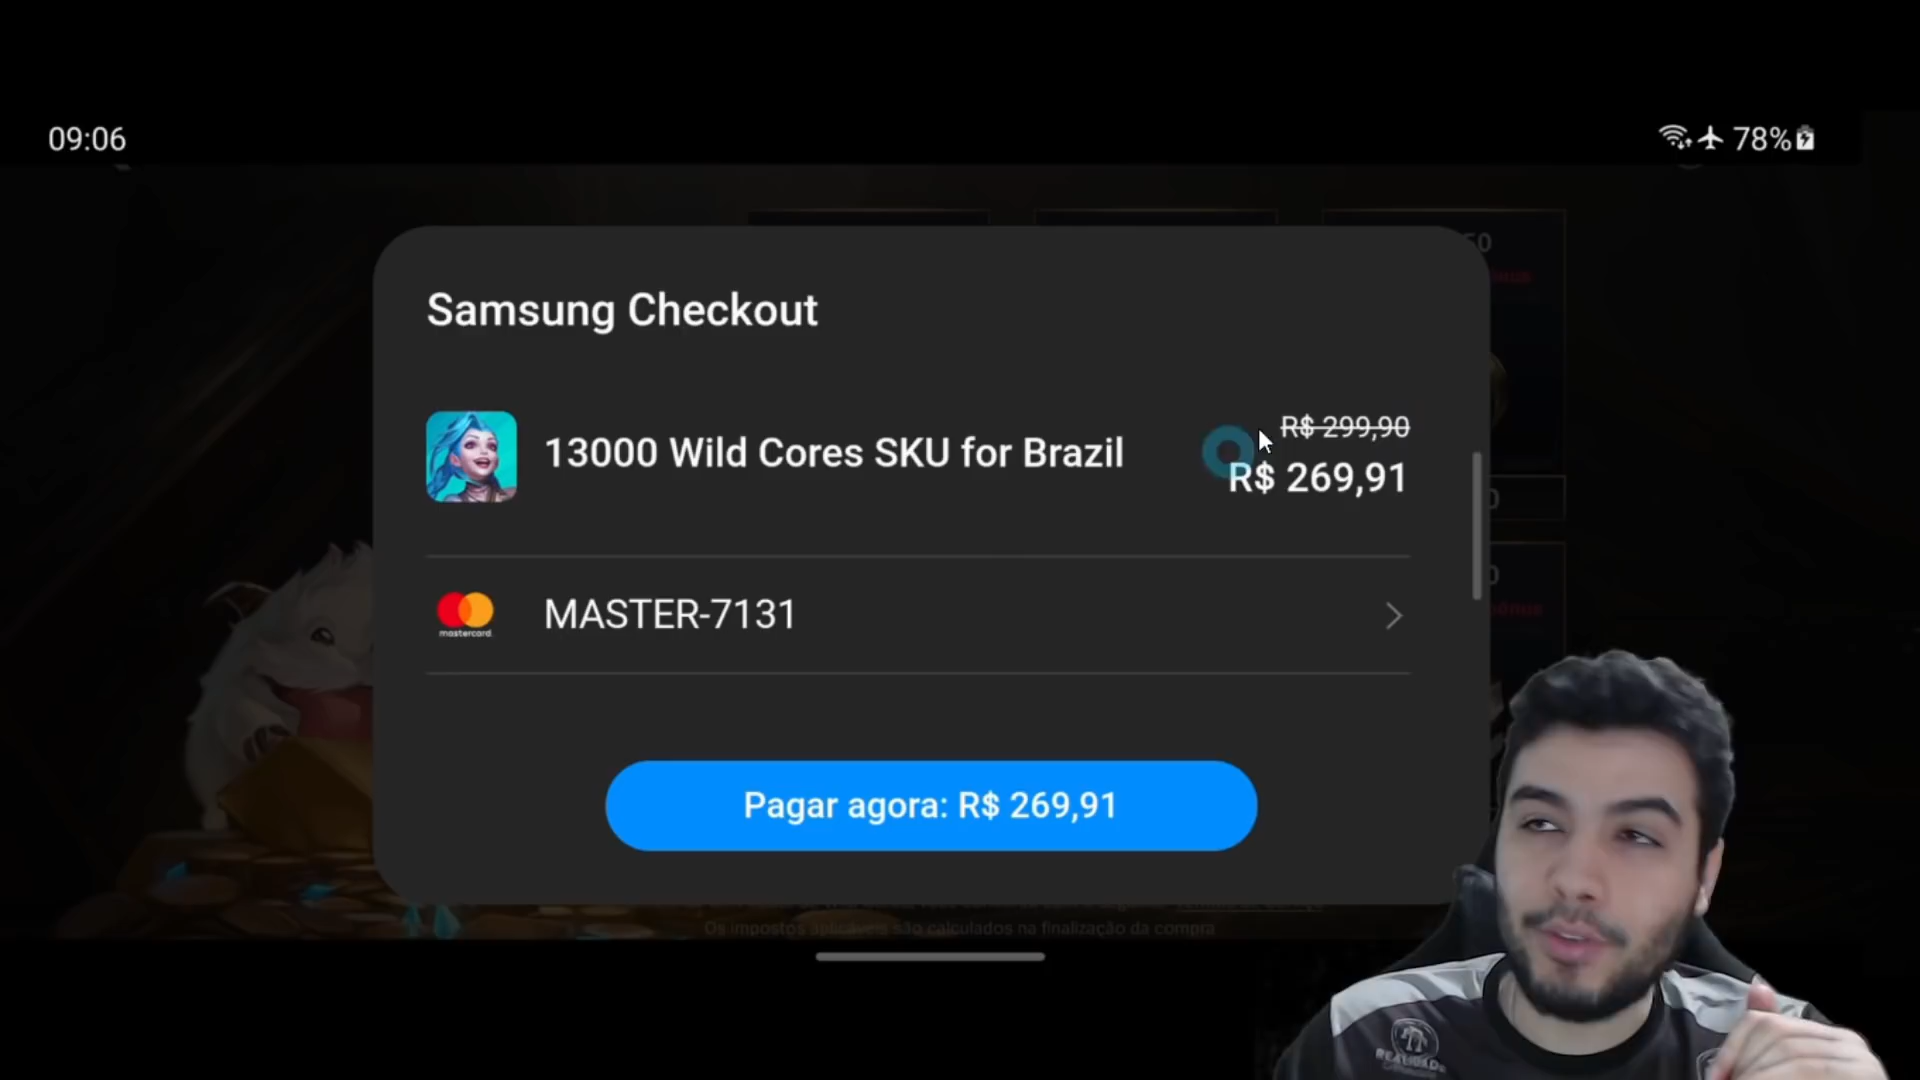 09:06
78%
50
Samsung Checkout
R$ 299,90
13000 Wild Cores SKU for Brazil
R$ 269,91
mastercard.
MASTER-7131
Pagar agora: R$ 269,91
Os impostos aplicáveis são calculados na finalização da compra